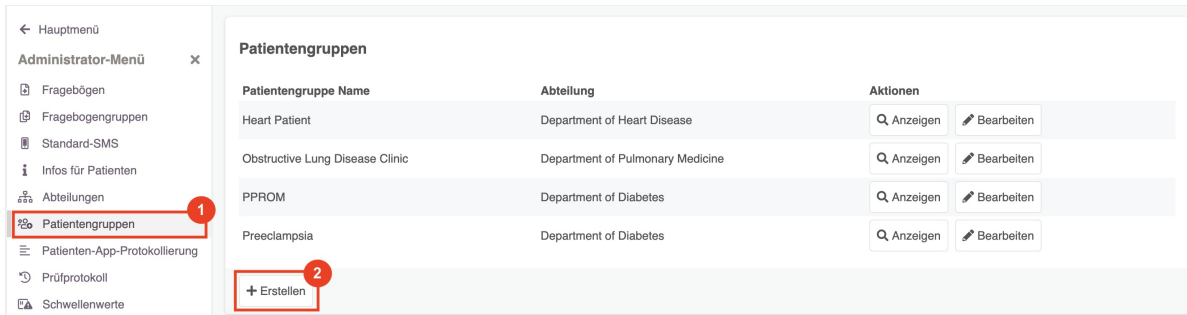 ← Hauptmenü
Administrator-Menü ×
Fragebögen
Fragebogengruppen
Standard-SMS
Infos für Patienten
Abteilungen
1
Patientengruppen
Patienten-App-Protokollierung
Prüfprotokoll
Schwellenwerte
Patientengruppen
Patientengruppe Name Abteilung Aktionen
Heart Patient Department of Heart Disease Anzeigen Bearbeiten
Obstructive Lung Disease Clinic Department of Pulmonary Medicine Anzeigen Bearbeiten
PPROM Department of Diabetes Anzeigen Bearbeiten
Preeclampsia Department of Diabetes Anzeigen Bearbeiten
2
+ Erstellen